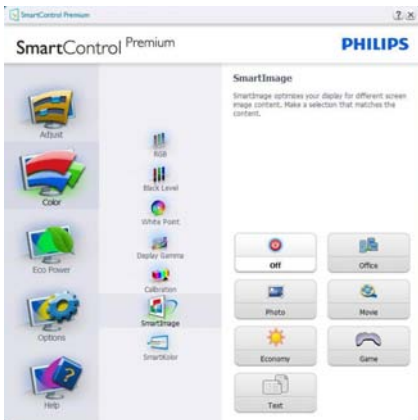 SmartControl Premium
SmartControl Premium
PHILIPS
Adjust
Color
Eco Power
Options
Help
RGB
Black Level
White Point
Display Gamma
Calibration
SmartImage
SmartKolor
SmartImage
SmartImage optimizes your display for different screen
image content. Make a selection that matches the
content.
Off
Office
Photo
Movie
Economy
Game
Text